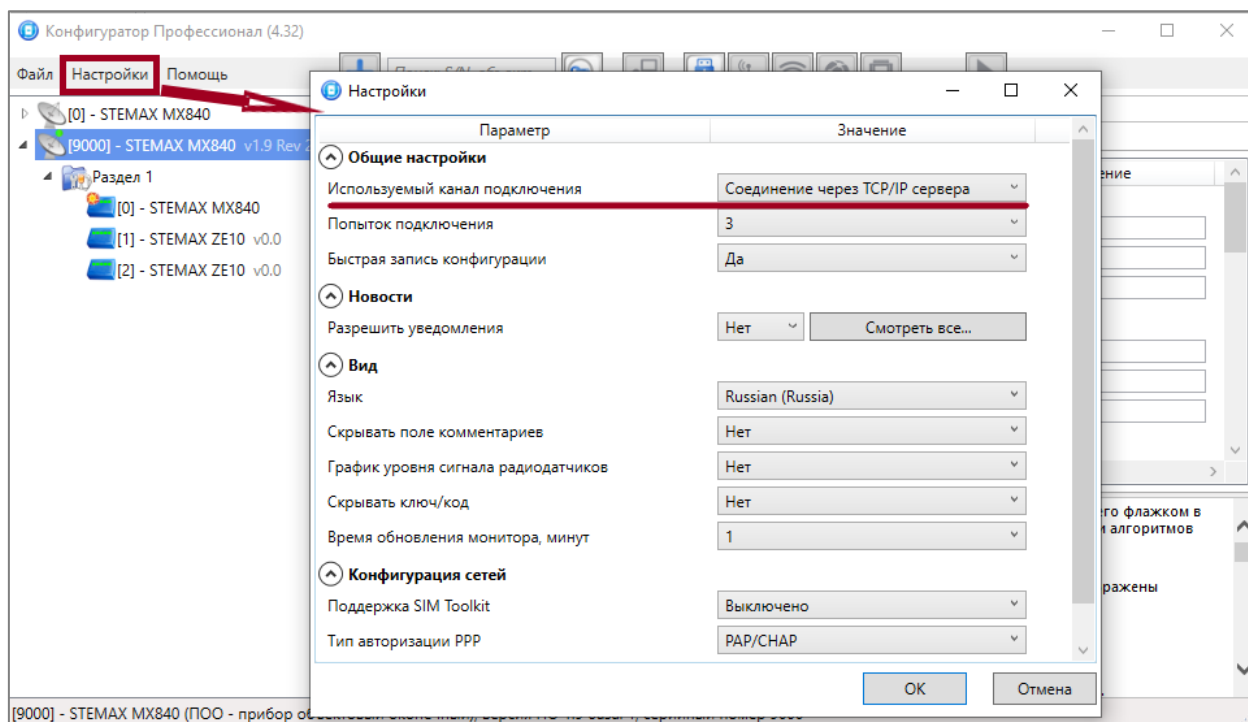 Конфигуратор Профессионал (4.32)
Файл Настройки Помощь
[0] - STEMAX MX840
[9000] - STEMAX MX840 v1.9 Rev
Раздел 1
[0] - STEMAX MX840
[1] - STEMAX ZE10 v0.0
[2] - STEMAX ZE10 v0.0
Настройки
Параметр Значение
Общие настройки
Используемый канал подключения Соединение через TCP/IP сервера
Попыток подключения 3
Быстрая запись конфигурации Да
Новости
Разрешить уведомления Нет Смотреть все...
Вид
Язык Russian (Russia)
Скрывать поле комментариев Нет
График уровня сигнала радиодатчиков Нет
Скрывать ключ/код Нет
Время обновления монитора, минут 1
Конфигурация сетей
Поддержка SIM Toolkit Выключено
Тип авторизации PPP PAP/CHAP
OK Отмена
ение
его флажком в
и алгоритмов
ражены
[9000] - STEMAX MX840 (ПОО - прибор